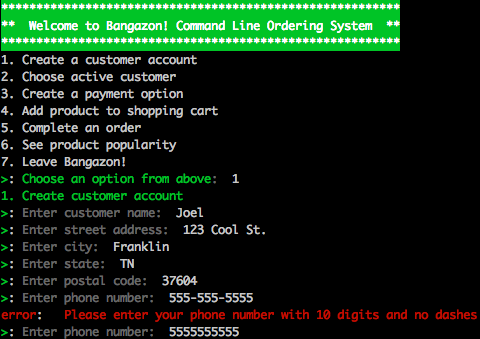 *********************************************************
**  Welcome to Bangazon! Command Line Ordering System  **
*********************************************************
1. Create a customer account
2. Choose active customer
3. Create a payment option
4. Add product to shopping cart
5. Complete an order
6. See product popularity
7. Leave Bangazon!
>: Choose an option from above:  1
1. Create customer account
>: Enter customer name:  Joel
>: Enter street address:  123 Cool St.
>: Enter city:  Franklin
>: Enter state:  TN
>: Enter postal code:  37604
>: Enter phone number:  555-555-5555
error:   Please enter your phone number with 10 digits and no dashes
>: Enter phone number:  5555555555